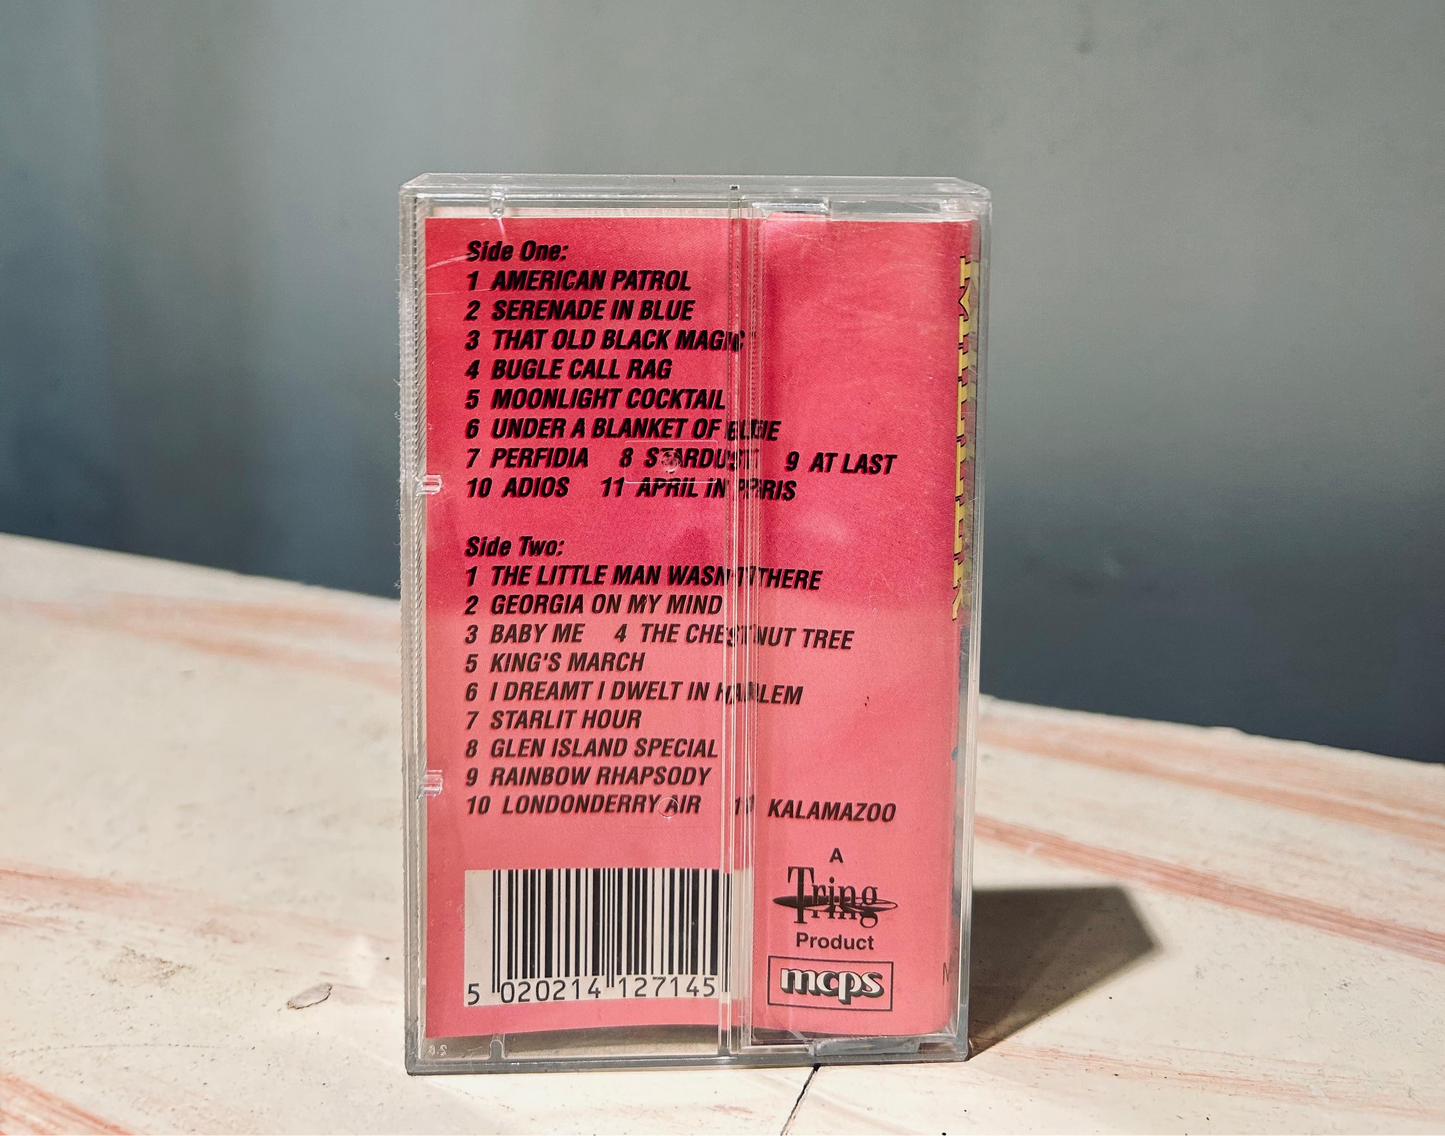 Side One:
1 AMERICAN PATROL
2 SERENADE IN BLUE
3 THAT OLD BLACK MAGIC
4 BUGLE CALL RAG
5 MOONLIGHT COCKTAIL
6 UNDER A BLANKET OF BLUE
7 PERFIDIA 8 STARDUST 9 AT LAST
10 ADIOS 11 APRIL IN PARIS
Side Two:
1 THE LITTLE MAN WASN'T THERE
2 GEORGIA ON MY MIND
3 BABY ME 4 THE CHESTNUT TREE
5 KING'S MARCH
6 I DREAMT I DWELT IN HARLEM
7 STARLIT HOUR
8 GLEN ISLAND SPECIAL
9 RAINBOW RHAPSODY
10 LONDONDERRY AIR 11 KALAMAZOO
A
Tring
Product
mcps
5 020214 127145
MILLER